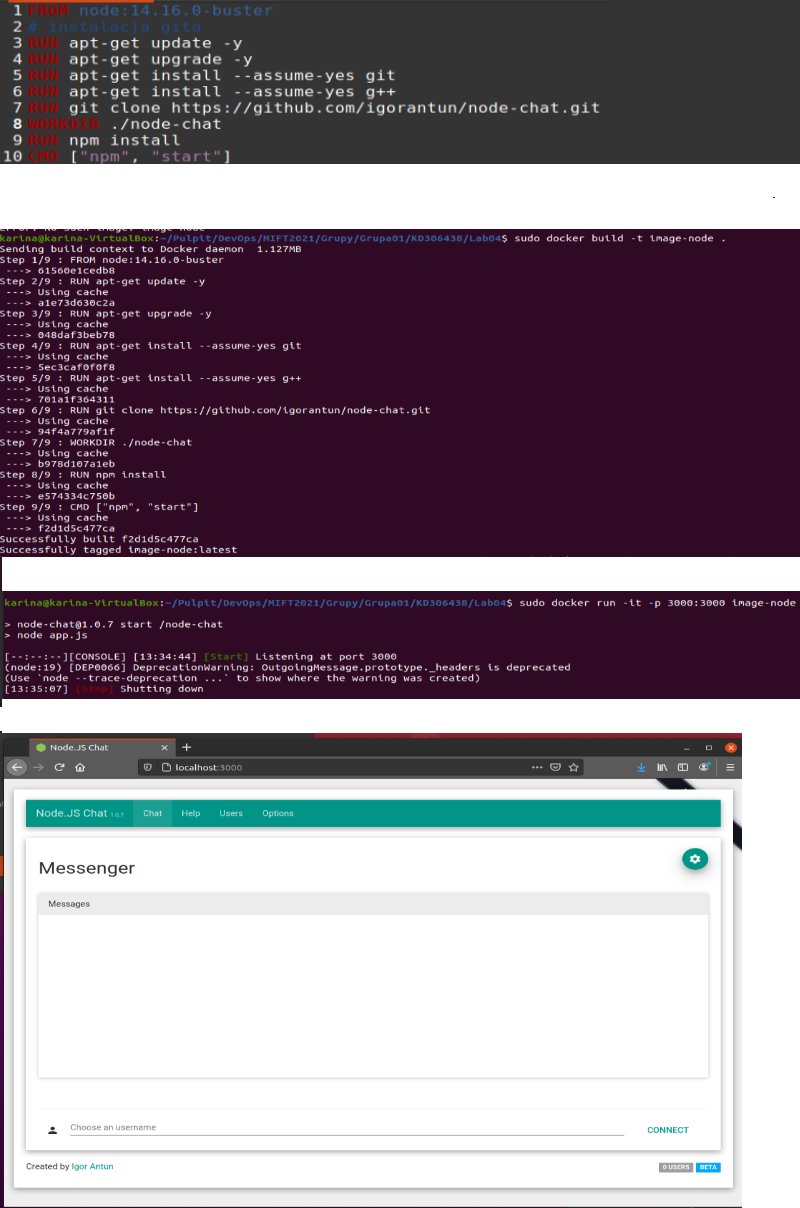 1 FROM node:14.16.0-buster
2 # instalacja gita
3 RUN apt-get update -y
4 RUN apt-get upgrade -y
5 RUN apt-get install --assume-yes git
6 RUN apt-get install --assume-yes g++
7 RUN git clone https://github.com/igorantun/node-chat.git
8 WORKDIR ./node-chat
9 RUN npm install
10 CMD ["npm", "start"]
karina@karina-VirtualBox:~/Pulpit/DevOps/MIFT2021/Grupy/Grupa01/KD306438/Lab04$ sudo docker build -t image-node .
Sending build context to Docker daemon  1.127MB
Step 1/9 : FROM node:14.16.0-buster
 ---> 61560e1cedb8
Step 2/9 : RUN apt-get update -y
 ---> Using cache
 ---> a1e73d630c2a
Step 3/9 : RUN apt-get upgrade -y
 ---> Using cache
 ---> 048daf3beb78
Step 4/9 : RUN apt-get install --assume-yes git
 ---> Using cache
 ---> 5ec3caf0f0f8
Step 5/9 : RUN apt-get install --assume-yes g++
 ---> Using cache
 ---> 701a1f364311
Step 6/9 : RUN git clone https://github.com/igorantun/node-chat.git
 ---> Using cache
 ---> 94f4a779af1f
Step 7/9 : WORKDIR ./node-chat
 ---> Using cache
 ---> b978d107a1eb
Step 8/9 : RUN npm install
 ---> Using cache
 ---> e574334c750b
Step 9/9 : CMD ["npm", "start"]
 ---> Using cache
 ---> f2d1d5c477ca
Successfully built f2d1d5c477ca
Successfully tagged image-node:latest
karina@karina-VirtualBox:~/Pulpit/DevOps/MIFT2021/Grupy/Grupa01/KD306438/Lab04$ sudo docker run -it -p 3000:3000 image-node
> node-chat@1.0.7 start /node-chat
> node app.js
[--:--:--][CONSOLE] [13:34:44] [Start] Listening at port 3000
(node:19) [DEP0066] DeprecationWarning: OutgoingMessage.prototype._headers is deprecated
(Use `node --trace-deprecation ...` to show where the warning was created)
[13:35:07] [Stop] Shutting down
Node.JS Chat
localhost:3000
Node.JS Chat 1.0.7 Chat Help Users Options
Messenger
Messages
Choose an username CONNECT
Created by Igor Antun 0 USERS BETA